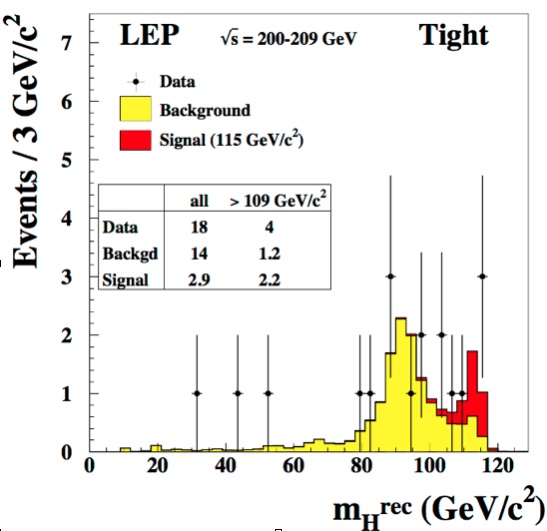 LEP √s = 200-209 GeV Tight
Data
Background
Signal (115 GeV/c²)
all > 109 GeV/c²
Data 18 4
Backgd 14 1.2
Signal 2.9 2.2
Events / 3 GeV/c²
7
6
5
4
3
2
1
0
0 20 40 60 80 100 120
mH rec (GeV/c²)